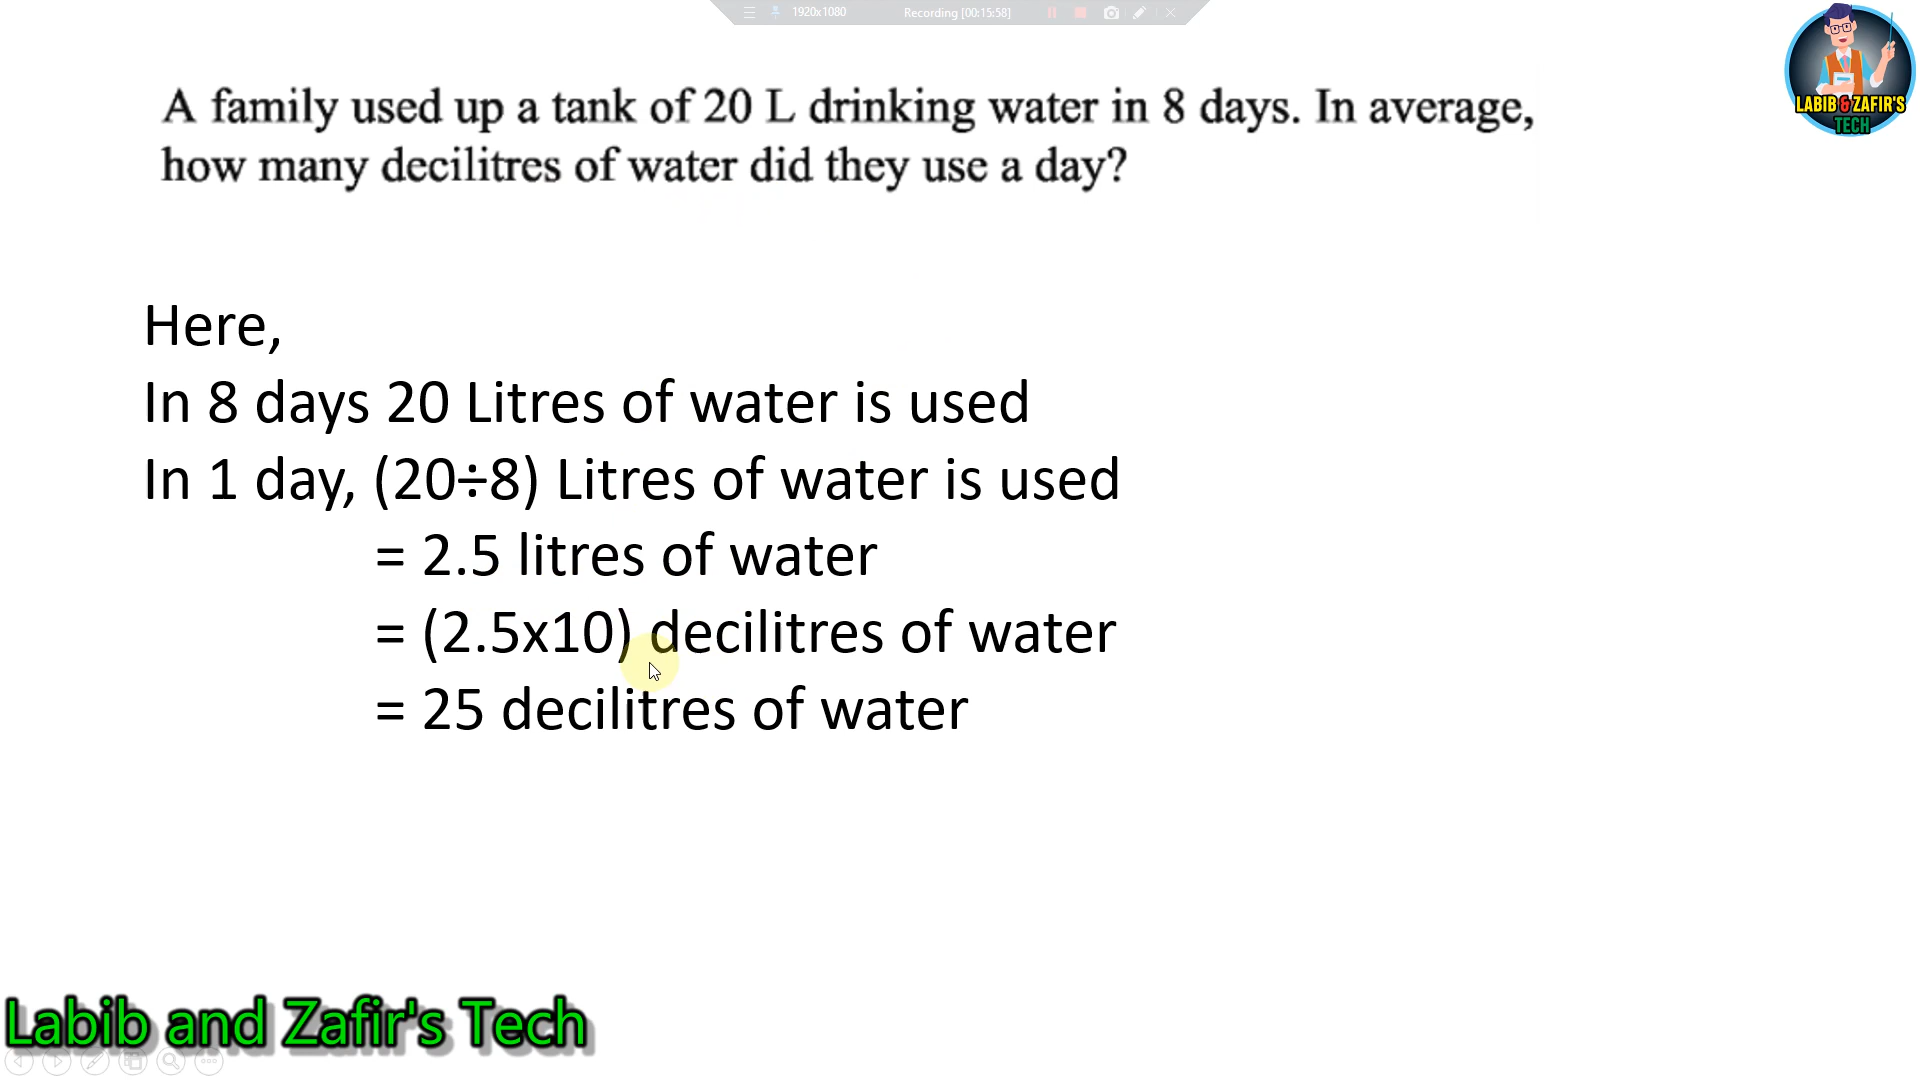 1920x1080 Recording [00:15:58]
LABIB & ZAFIR'S
TECH
A family used up a tank of 20 L drinking water in 8 days. In average,
how many decilitres of water did they use a day?
Here,
In 8 days 20 Litres of water is used
In 1 day, (20÷8) Litres of water is used
= 2.5 litres of water
= (2.5x10) decilitres of water
= 25 decilitres of water
Labib and Zafir's Tech